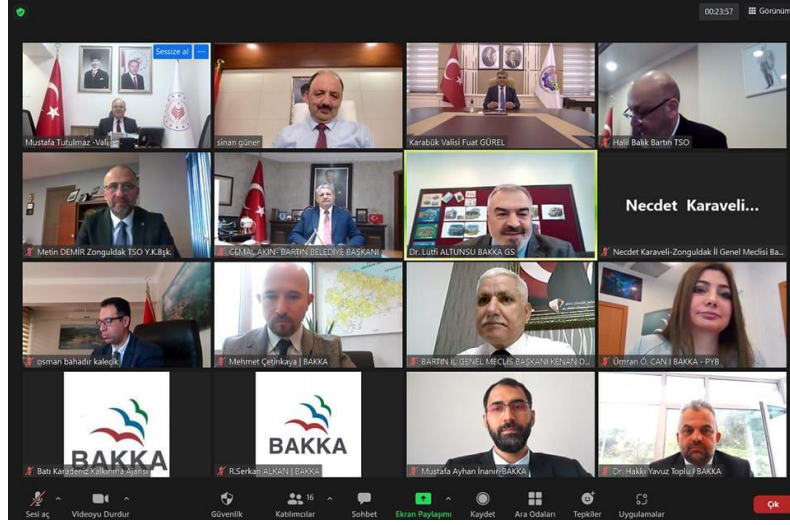 00:23:57
Görünüm
Sessize al
...
Mustafa Tutulmaz -Vali
sinan güner
Karabük Valisi Fuat GÜREL
Halil Balık Bartın TSO
Metin DEMİR Zonguldak TSO Y.K.Bşk.
CEMAL AKIN- BARTIN BELEDİYE BAŞKANI
Dr. Lütfi ALTUNSU BAKKA GS
Necdet Karaveli...
Necdet Karaveli-Zonguldak İl Genel Meclisi Ba...
osman bahadır kaleçik
Mehmet Çetinkaya | BAKKA
BARTIN İL GENEL MECLİS BAŞKANI KENAN D...
Ümran Ö. CAN I BAKKA - PYB
BAKKA
Batı Karadeniz Kalkınma Ajansı
BAKKA
R.Serkan ALKAN | BAKKA
Mustafa Ayhan İnanır-BAKKA
Dr. Hakkı Yavuz Toplu I BAKKA
Sesi aç
Videoyu Durdur
Güvenlik
16
Katılımcılar
Sohbet
Ekran Paylaşımı
Kaydet
Ara Odaları
Tepkiler
Uygulamalar
Çık